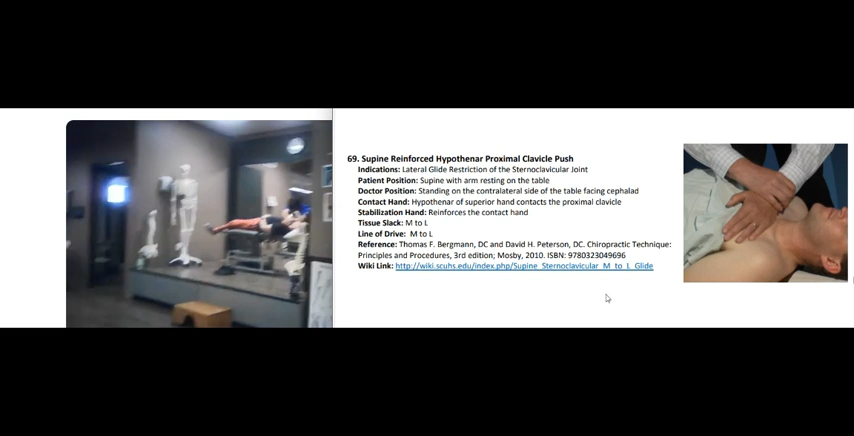 69. Supine Reinforced Hypothenar Proximal Clavicle Push
Indications: Lateral Glide Restriction of the Sternoclavicular Joint
Patient Position: Supine with arm resting on the table
Doctor Position: Standing on the contralateral side of the table facing cephalad
Contact Hand: Hypothenar of superior hand contacts the proximal clavicle
Stabilization Hand: Reinforces the contact hand
Tissue Slack: M to L
Line of Drive: M to L
Reference: Thomas F. Bergmann, DC and David H. Peterson, DC. Chiropractic Technique:
Principles and Procedures, 3rd edition; Mosby, 2010. ISBN: 9780323049696
Wiki Link: http://wiki.scuhs.edu/index.php/Supine_Sternoclavicular_M_to_L_Glide